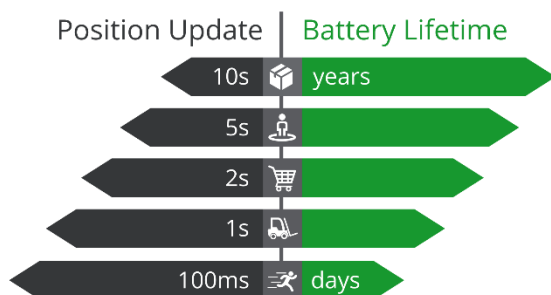 Position Update Battery Lifetime
10s years
5s
2s
1s
100ms days